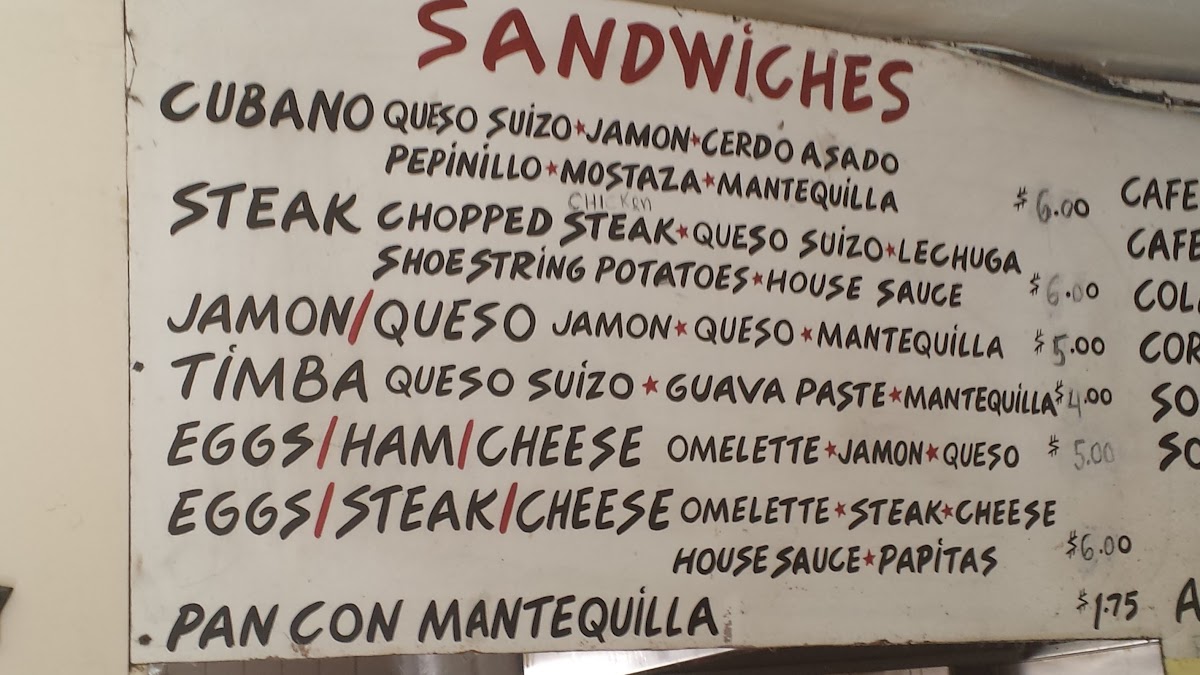 SANDWICHES
CUBANO QUESO SUIZO★JAMON★CERDO ASADO
PEPINILLO★MOSTAZA★MANTEQUILLA $6.00
CHICKEN
STEAK CHOPPED STEAK★QUESO SUIZO★LECHUGA
SHOESTRING POTATOES★HOUSE SAUCE $6.00
JAMON/QUESO JAMON★QUESO★MANTEQUILLA $5.00
TIMBA QUESO SUIZO★GUAVA PASTE★MANTEQUILLA $4.00
EGGS/HAM/CHEESE OMELETTE★JAMON★QUESO $5.00
EGGS/STEAK/CHEESE OMELETTE★STEAK★CHEESE
HOUSE SAUCE★PAPITAS $6.00
PAN CON MANTEQUILLA $1.75
CAFE
CAFE